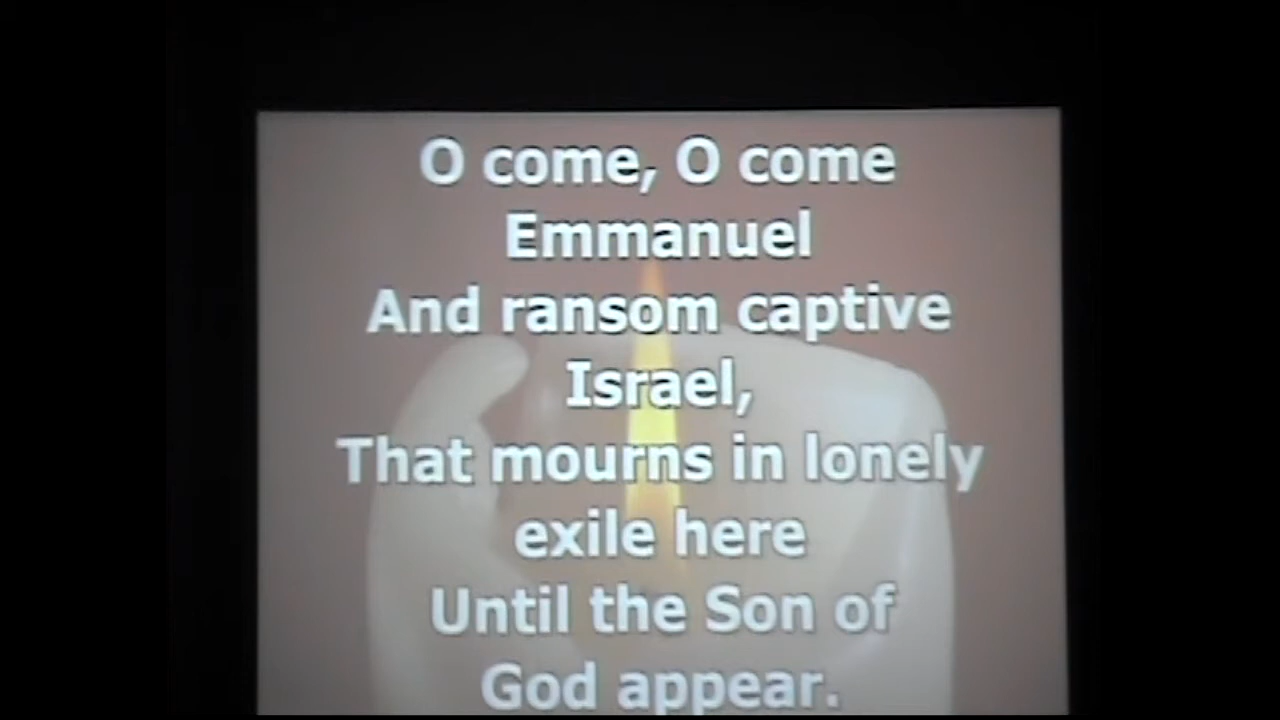 O come, O come
Emmanuel
And ransom captive
Israel,
That mourns in lonely
exile here
Until the Son of
God appear.